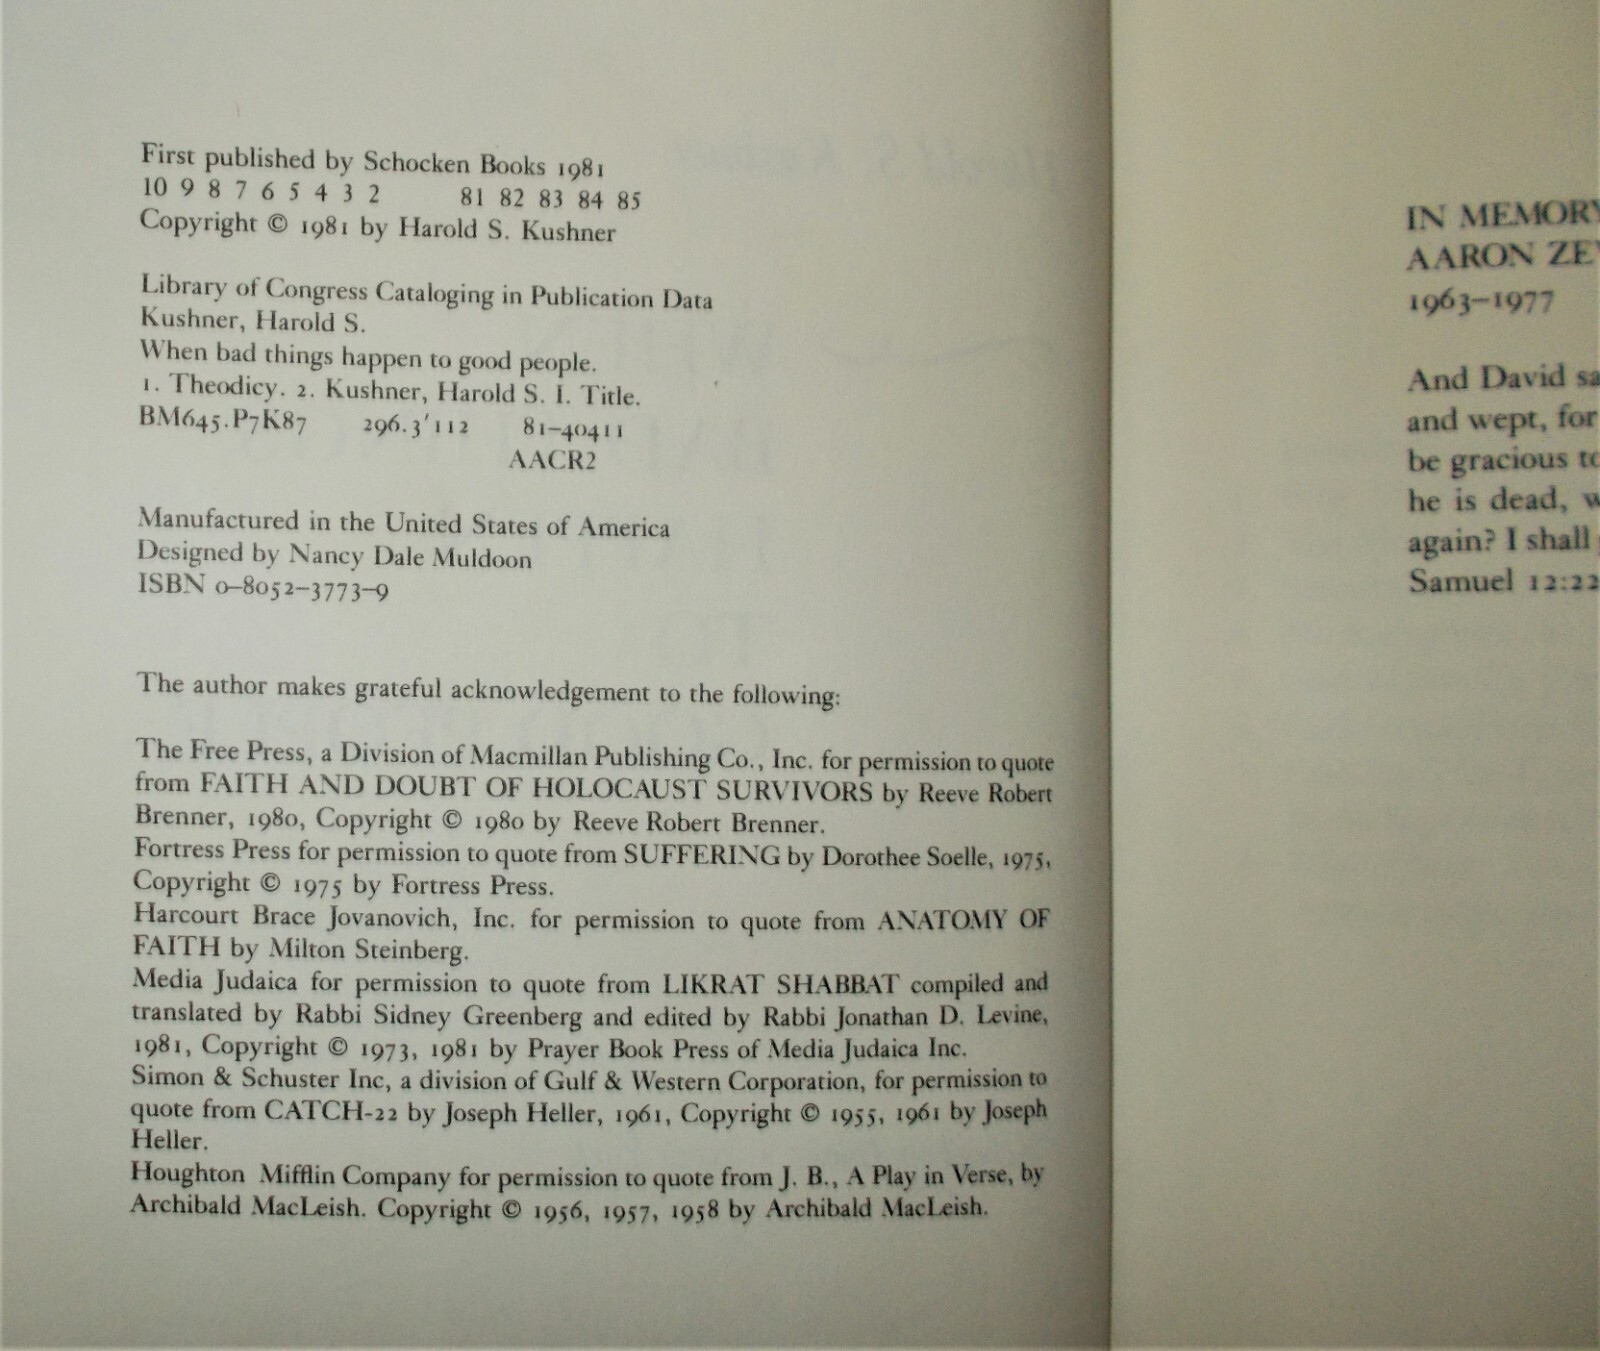 First published by Schocken Books 1981
10 9 8 7 6 5 4 3 2 81 82 83 84 85
Copyright © 1981 by Harold S. Kushner
Library of Congress Cataloging in Publication Data
Kushner, Harold S.
When bad things happen to good people.
1. Theodicy. 2. Kushner, Harold S. I. Title.
BM645.P7K87 296.3'112 81–40411
AACR2
Manufactured in the United States of America
Designed by Nancy Dale Muldoon
ISBN 0–8052–3773–9
The author makes grateful acknowledgement to the following:
The Free Press, a Division of Macmillan Publishing Co., Inc. for permission to quote
from FAITH AND DOUBT OF HOLOCAUST SURVIVORS by Reeve Robert
Brenner, 1980, Copyright © 1980 by Reeve Robert Brenner.
Fortress Press for permission to quote from SUFFERING by Dorothee Soelle, 1975,
Copyright © 1975 by Fortress Press.
Harcourt Brace Jovanovich, Inc. for permission to quote from ANATOMY OF
FAITH by Milton Steinberg.
Media Judaica for permission to quote from LIKRAT SHABBAT compiled and
translated by Rabbi Sidney Greenberg and edited by Rabbi Jonathan D. Levine,
1981, Copyright © 1973, 1981 by Prayer Book Press of Media Judaica Inc.
Simon & Schuster Inc, a division of Gulf & Western Corporation, for permission to
quote from CATCH-22 by Joseph Heller, 1961, Copyright © 1955, 1961 by Joseph
Heller.
Houghton Mifflin Company for permission to quote from J. B., A Play in Verse, by
Archibald MacLeish. Copyright © 1956, 1957, 1958 by Archibald MacLeish.
IN MEMORY
AARON
1963–1977
And David
and wept, for
be gracious
he is dead,
again? I shall
Samuel 12:22